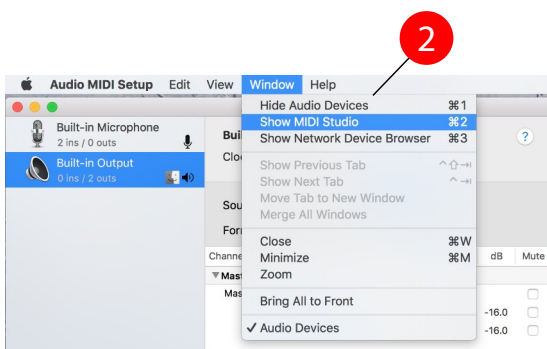 2
Audio MIDI Setup Edit View Window Help
Hide Audio Devices ⌘1
Show MIDI Studio ⌘2
Show Network Device Browser ⌘3
Show Previous Tab ^⇧⇥
Show Next Tab ^⇥
Move Tab to New Window
Merge All Windows
Close ⌘W
Minimize ⌘M
Zoom
Bring All to Front
✓ Audio Devices
Built-in Microphone
2 ins / 0 outs
Built-in Output
0 ins / 2 outs
Bui
?
Clo
Sou
For
Channe dB Mute
▼Mast
Mas
-16.0
-16.0